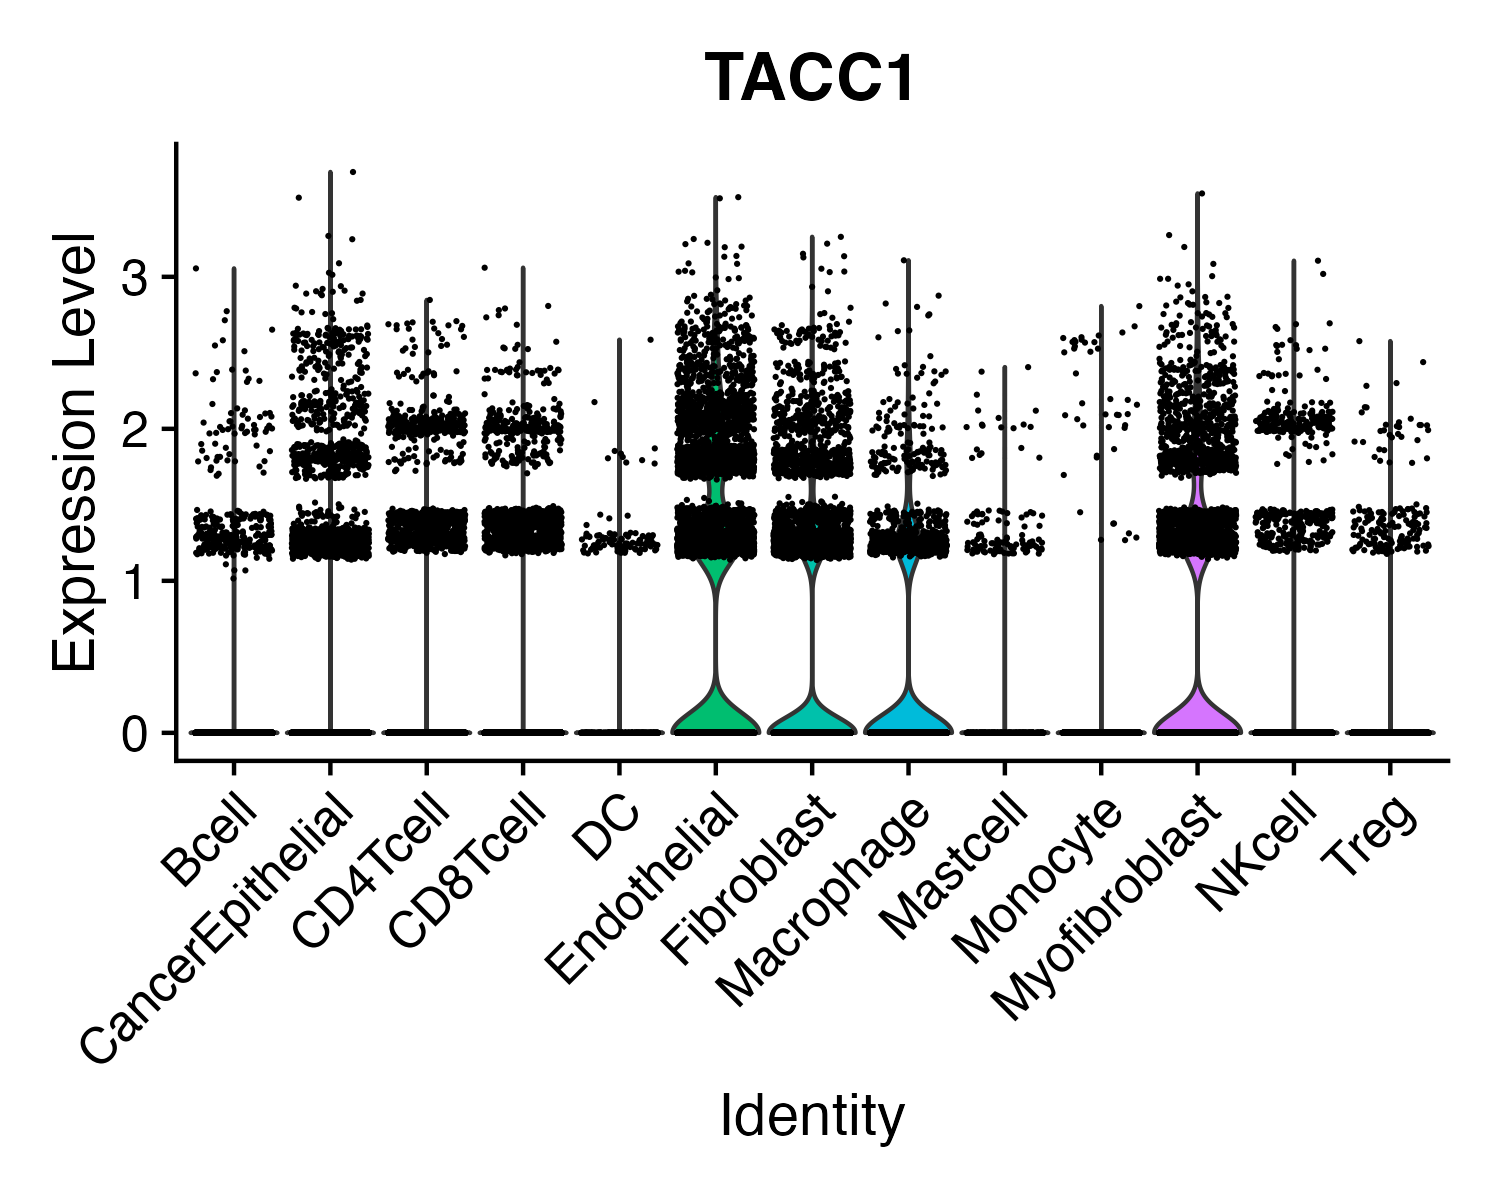 TACC1
Expression Level
3
2
1
0
Bcell
CancerEpithelial
CD4Tcell
CD8Tcell
DC
Endothelial
Fibroblast
Macrophage
Mastcell
Monocyte
Myofibroblast
NKcell
Treg
Identity